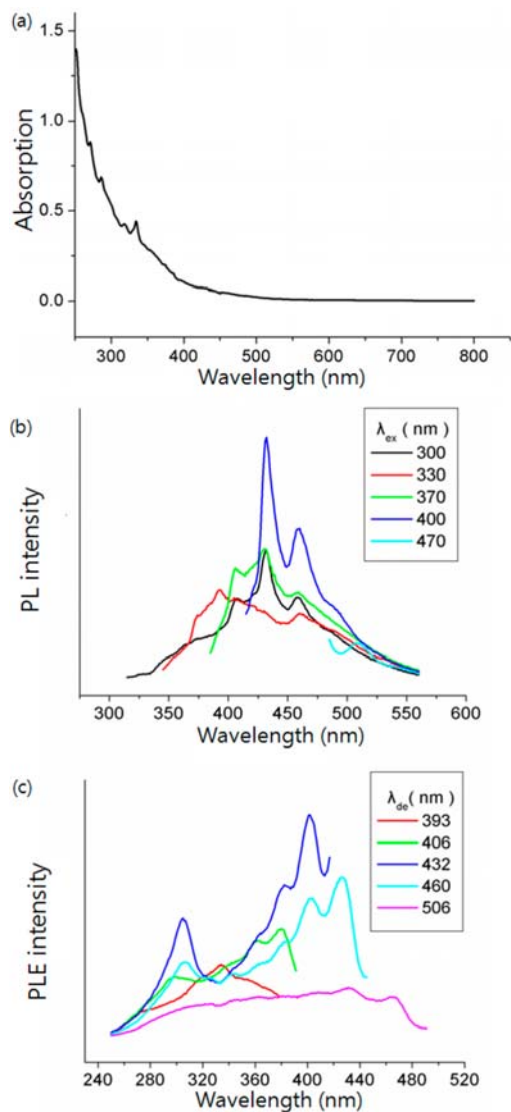 (a)
1.5
1.0
0.5
0.0
Absorption
300 400 500 600 700 800
Wavelength (nm)
(b)
λex ( nm )
300
330
370
400
470
PL intensity
300 350 400 450 500 550 600
Wavelength (nm)
(c)
λde ( nm )
393
406
432
460
506
PLE intensity
240 280 320 360 400 440 480 520
Wavelength (nm)